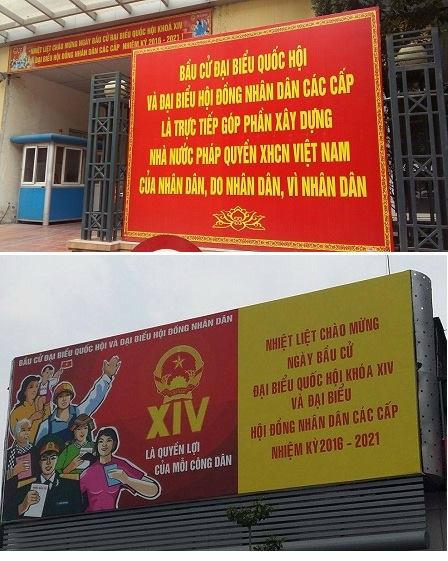 NHIỆT LIỆT CHÀO MỪNG NGÀY BẦU CỬ ĐẠI BIỂU QUỐC HỘI KHÓA XIV
VÀ ĐẠI BIỂU HỘI ĐỒNG NHÂN DÂN CÁC CẤP NHIỆM KỲ 2016 - 2021
BẦU CỬ ĐẠI BIỂU QUỐC HỘI
VÀ ĐẠI BIỂU HỘI ĐỒNG NHÂN DÂN CÁC CẤP
LÀ TRỰC TIẾP GÓP PHẦN XÂY DỰNG
NHÀ NƯỚC PHÁP QUYỀN XHCN VIỆT NAM
CỦA NHÂN DÂN, DO NHÂN DÂN, VÌ NHÂN DÂN
BẦU CỬ ĐẠI BIỂU QUỐC HỘI VÀ ĐẠI BIỂU HỘI ĐỒNG NHÂN DÂN
XIV
LÀ QUYỀN LỢI
CỦA MỖI CÔNG DÂN
NHIỆT LIỆT CHÀO MỪNG
NGÀY BẦU CỬ
ĐẠI BIỂU QUỐC HỘI KHÓA XIV
VÀ ĐẠI BIỂU
HỘI ĐỒNG NHÂN DÂN CÁC CẤP
NHIỆM KỲ 2016 - 2021